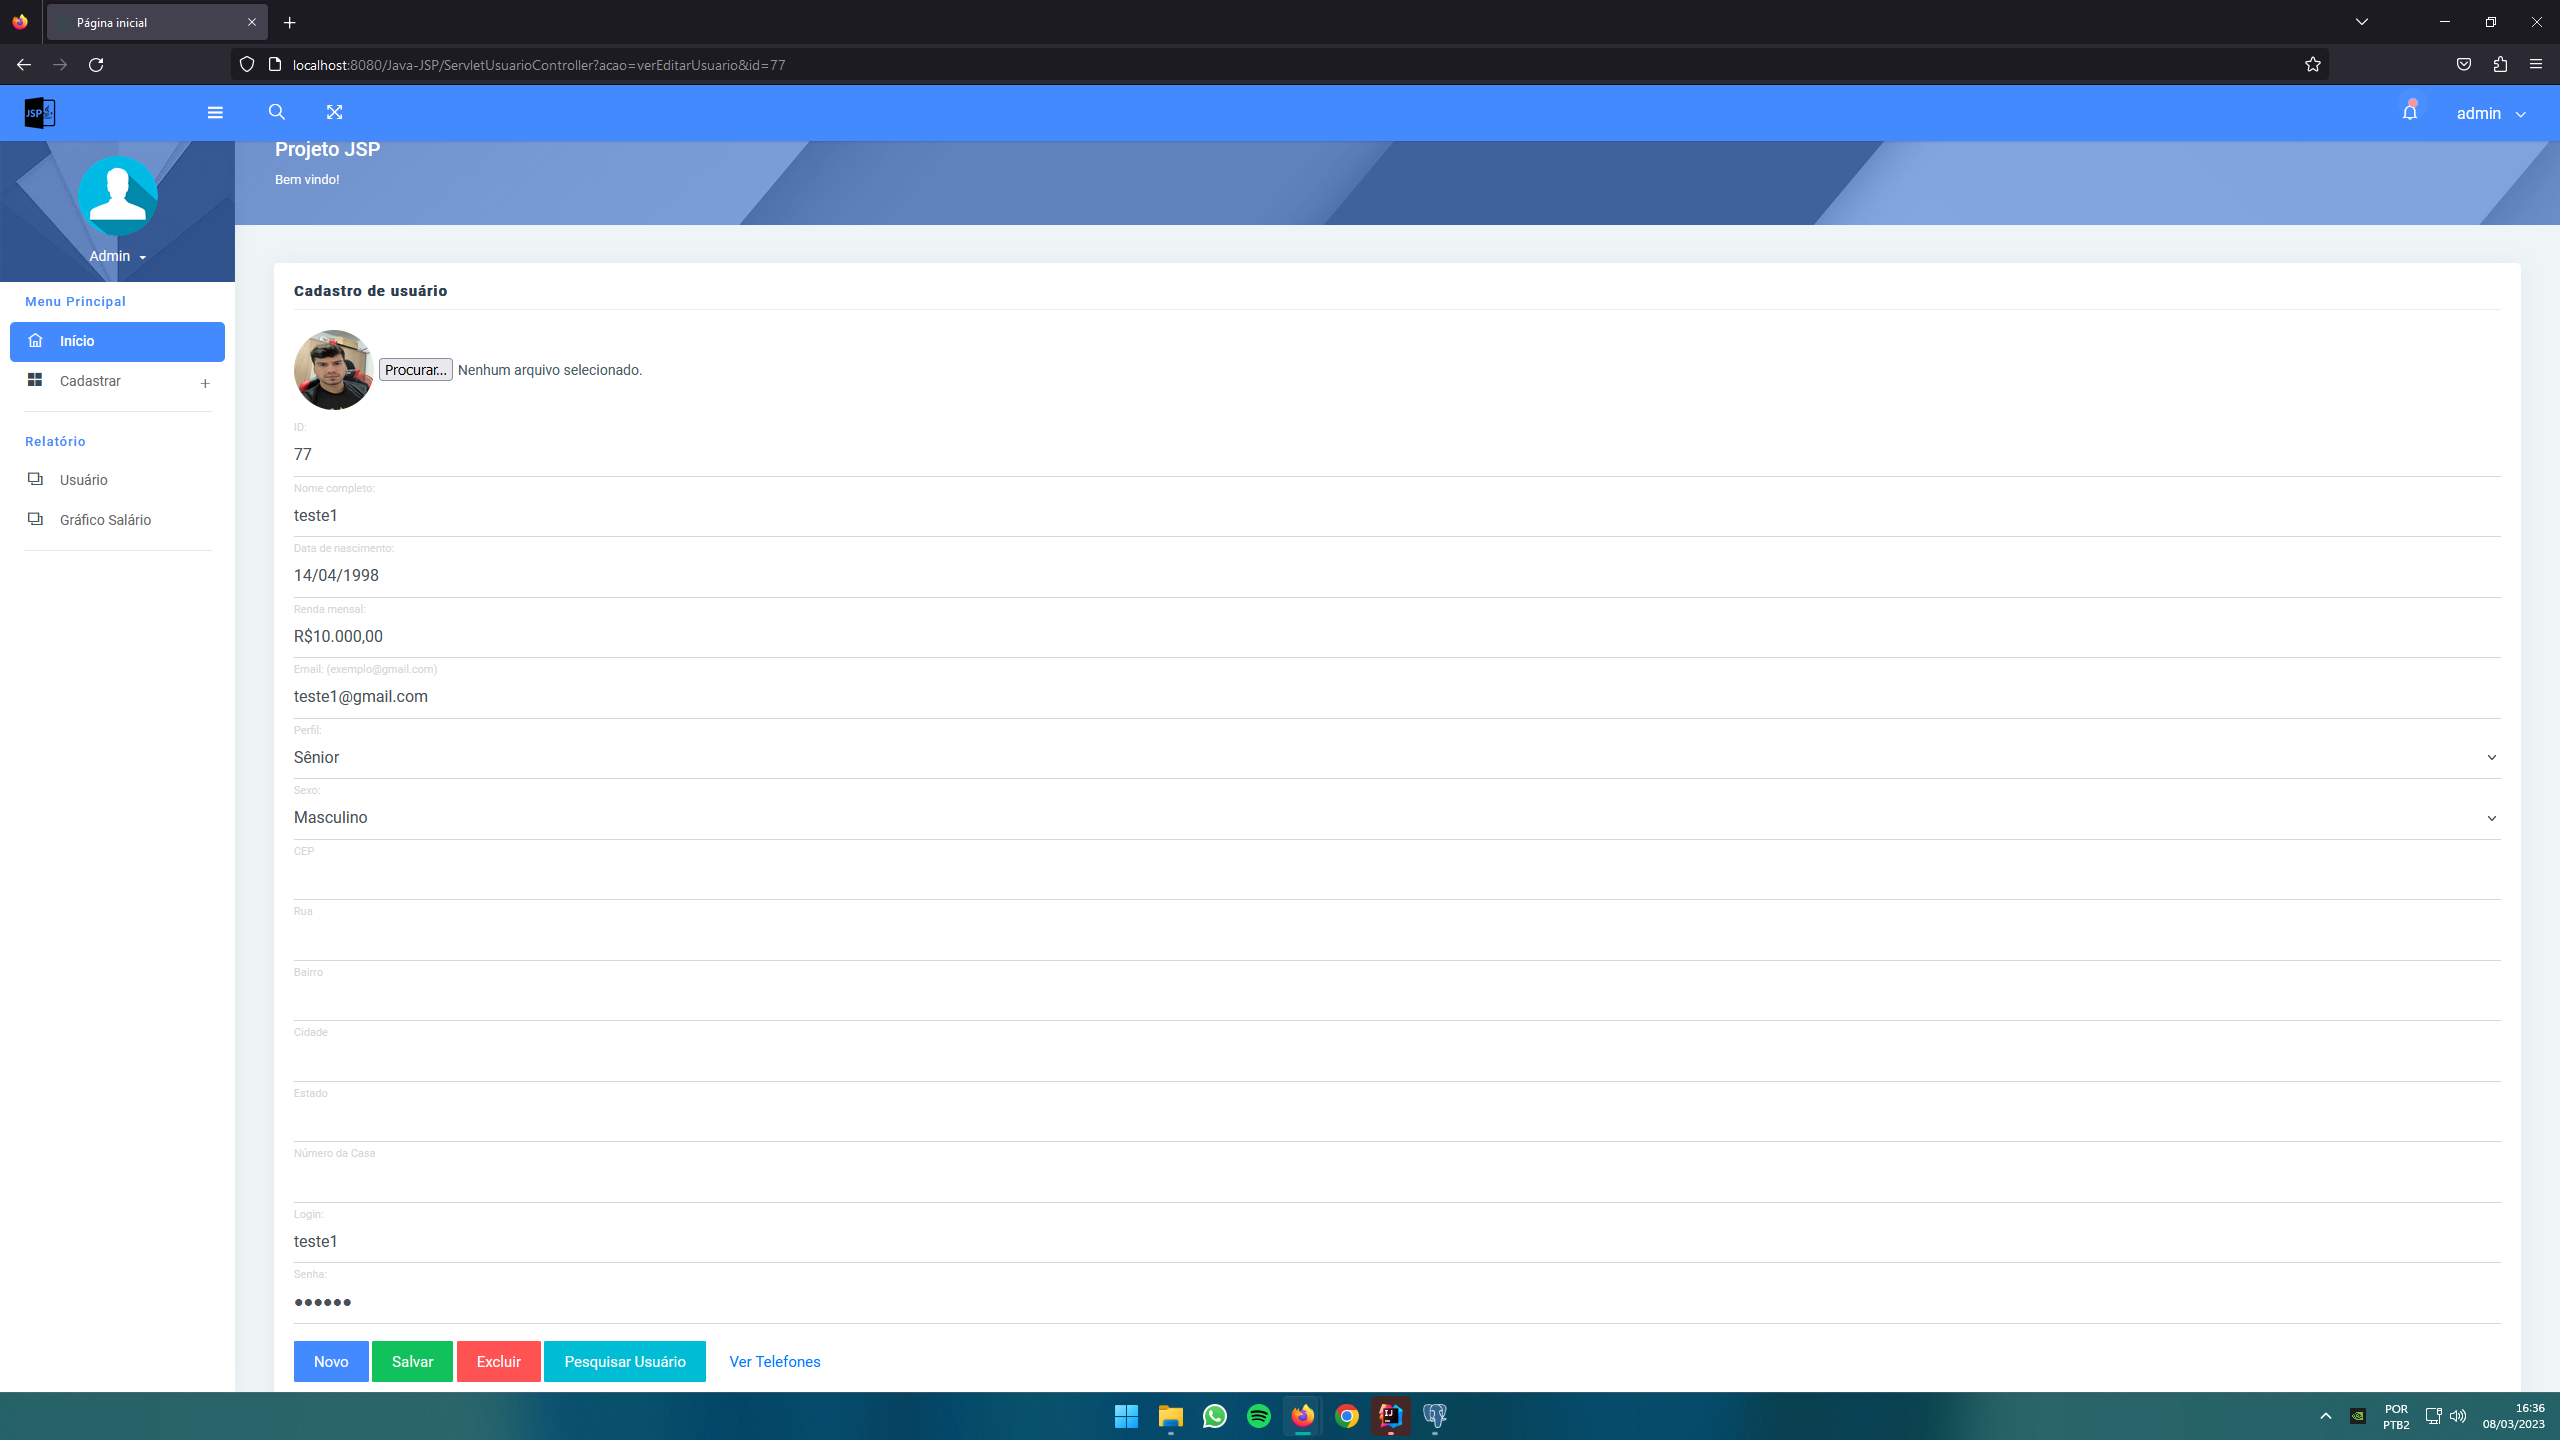 Página inicial
localhost:8080/Java-JSP/ServletUsuarioController?acao=verEditarUsuario&id=77
JSP
admin
Projeto JSP
Bem vindo!
Admin
Menu Principal
Início
Cadastrar
Relatório
Usuário
Gráfico Salário
Cadastro de usuário
Procurar... Nenhum arquivo selecionado.
ID:
77
Nome completo:
teste1
Data de nascimento:
14/04/1998
Renda mensal:
R$10.000,00
Email: (exemplo@gmail.com)
teste1@gmail.com
Perfil:
Sênior
Sexo:
Masculino
CEP
Rua
Bairro
Cidade
Estado
Número da Casa
Login:
teste1
Senha:
••••••
Novo Salvar Excluir Pesquisar Usuário Ver Telefones
POR
PTB2
16:36
08/03/2023